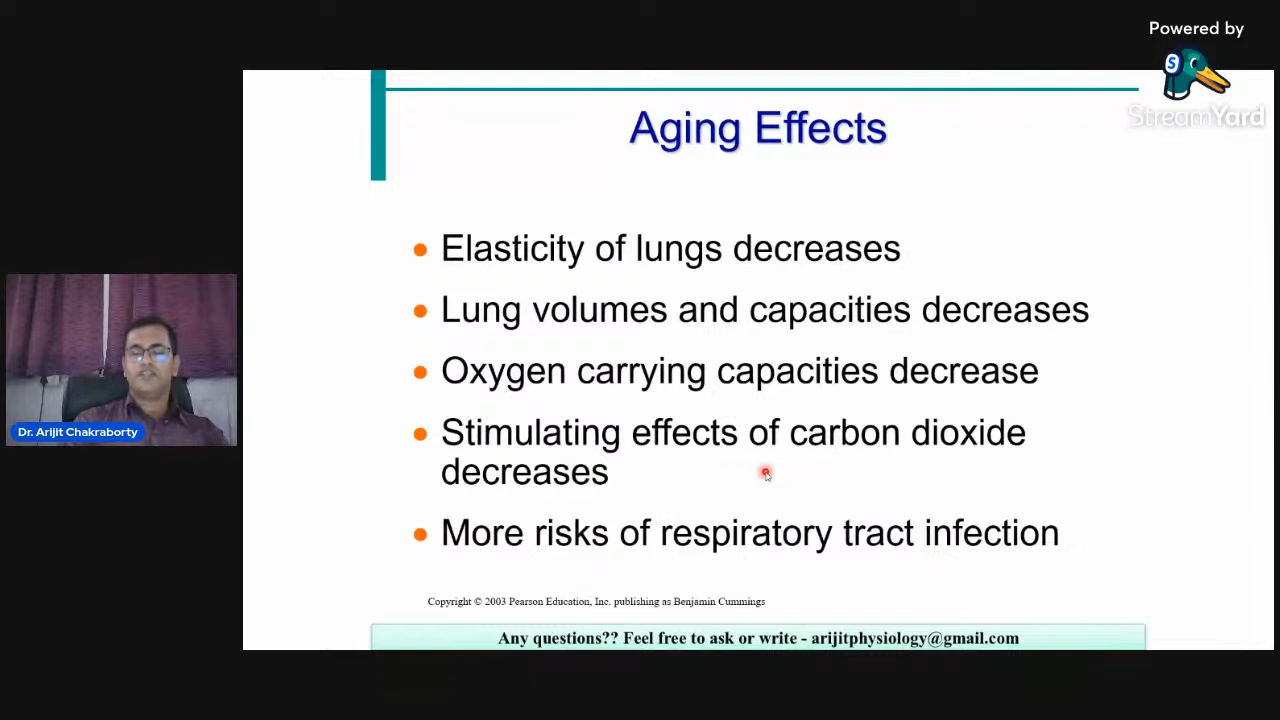 Powered by
S
StreamYard
Aging Effects
Elasticity of lungs decreases
Lung volumes and capacities decreases
Oxygen carrying capacities decrease
Stimulating effects of carbon dioxide
decreases
More risks of respiratory tract infection
Dr. Arijit Chakraborty
Copyright © 2003 Pearson Education, Inc. publishing as Benjamin Cummings
Any questions?? Feel free to ask or write - arijitphysiology@gmail.com